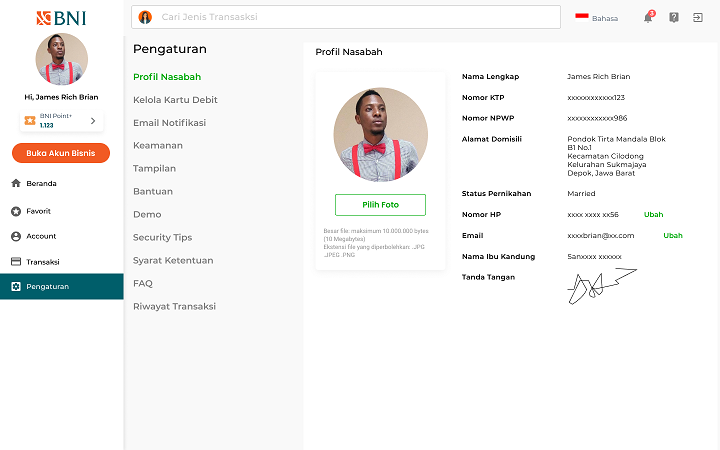 BNI
Cari Jenis Transasksi
Bahasa
3
Hi, James Rich Brian
BNI Point+
1.123
Buka Akun Bisnis
Beranda
Favorit
Account
Transaksi
Pengaturan
Pengaturan
Profil Nasabah
Kelola Kartu Debit
Email Notifikasi
Keamanan
Tampilan
Bantuan
Demo
Security Tips
Syarat Ketentuan
FAQ
Riwayat Transaksi
Profil Nasabah
Pilih Foto
Besar file: maksimum 10.000.000 bytes
(10 Megabytes)
Ekstensi file yang diperbolehkan: .JPG
.JPEG .PNG
Nama Lengkap James Rich Brian
Nomor KTP xxxxxxxxxxxx123
Nomor NPWP xxxxxxxxxxxx986
Alamat Domisili Pondok Tirta Mandala Blok
B1 No.1
Kecamatan Cilodong
Kelurahan Sukmajaya
Depok, Jawa Barat
Status Pernikahan Married
Nomor HP xxxx xxxx xx56 Ubah
Email xxxxbrian@xx.com Ubah
Nama Ibu Kandung Sanxxx xxxxxx
Tanda Tangan